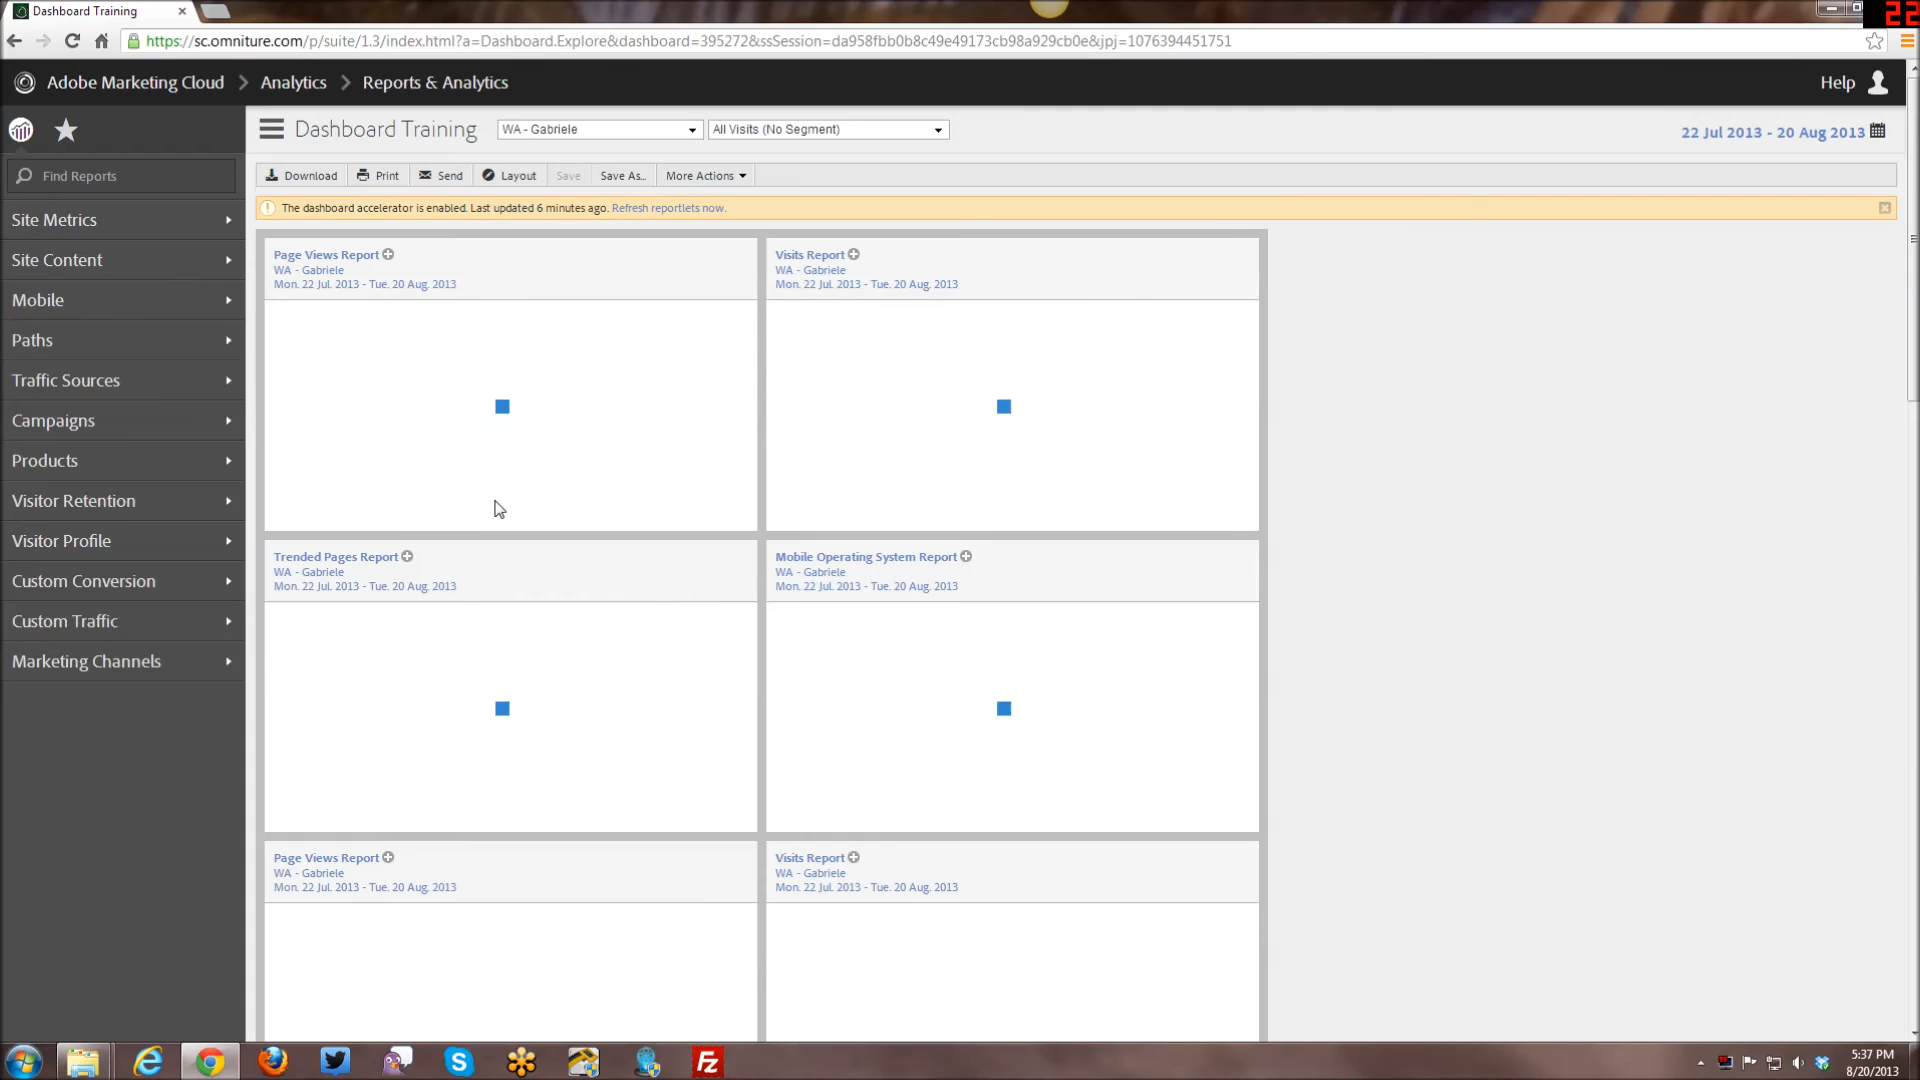 Dashboard Training
22
https://sc.omniture.com/p/suite/1.3/index.html?a=Dashboard.Explore&dashboard=395272&ssSession=da958fbb0b8c49e49173cb98a929cb0e&jpj=1076394451751
Adobe Marketing Cloud Analytics Reports & Analytics Help
Dashboard Training WA - Gabriele All Visits (No Segment) 22 Jul 2013 - 20 Aug 2013
Find Reports
Download Print Send Layout Save Save As... More Actions
The dashboard accelerator is enabled. Last updated 6 minutes ago. Refresh reportlets now.
Site Metrics
Site Content
Mobile
Paths
Traffic Sources
Campaigns
Products
Visitor Retention
Visitor Profile
Custom Conversion
Custom Traffic
Marketing Channels
Page Views Report
WA - Gabriele
Mon. 22 Jul. 2013 - Tue. 20 Aug. 2013
Visits Report
WA - Gabriele
Mon. 22 Jul. 2013 - Tue. 20 Aug. 2013
Trended Pages Report
WA - Gabriele
Mon. 22 Jul. 2013 - Tue. 20 Aug. 2013
Mobile Operating System Report
WA - Gabriele
Mon. 22 Jul. 2013 - Tue. 20 Aug. 2013
Page Views Report
WA - Gabriele
Mon. 22 Jul. 2013 - Tue. 20 Aug. 2013
Visits Report
WA - Gabriele
Mon. 22 Jul. 2013 - Tue. 20 Aug. 2013
5:37 PM
8/20/2013